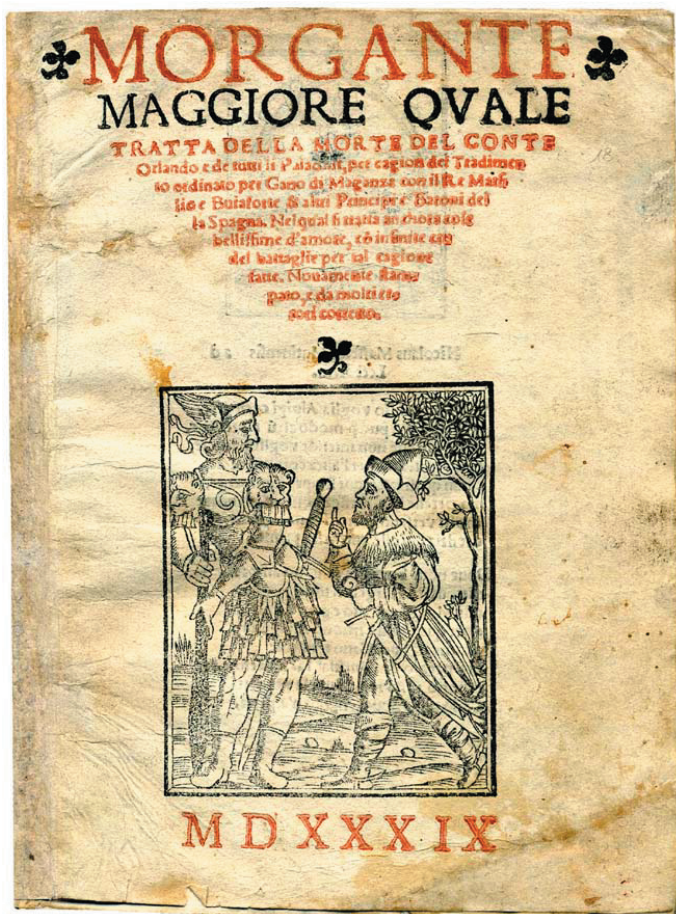 MORGANTE
MAGGIORE QVALE
TRATTA DELLA MORTE DEL CONTE
Orlando e de tutti li Paladini, per cagion del Tradimen
to ordinato per Gano di Maganza con il Re Marsi
lio e Buiaforte & altri Principi e Baroni del
la Spagna. Nel qual si tratta anchora cose
bellissime d'amore, cō infinite cru
del battaglie per tal cagione
fatte. Nouamente stam
pato, e da molti er
rori corretto.
18
MDXXXIX